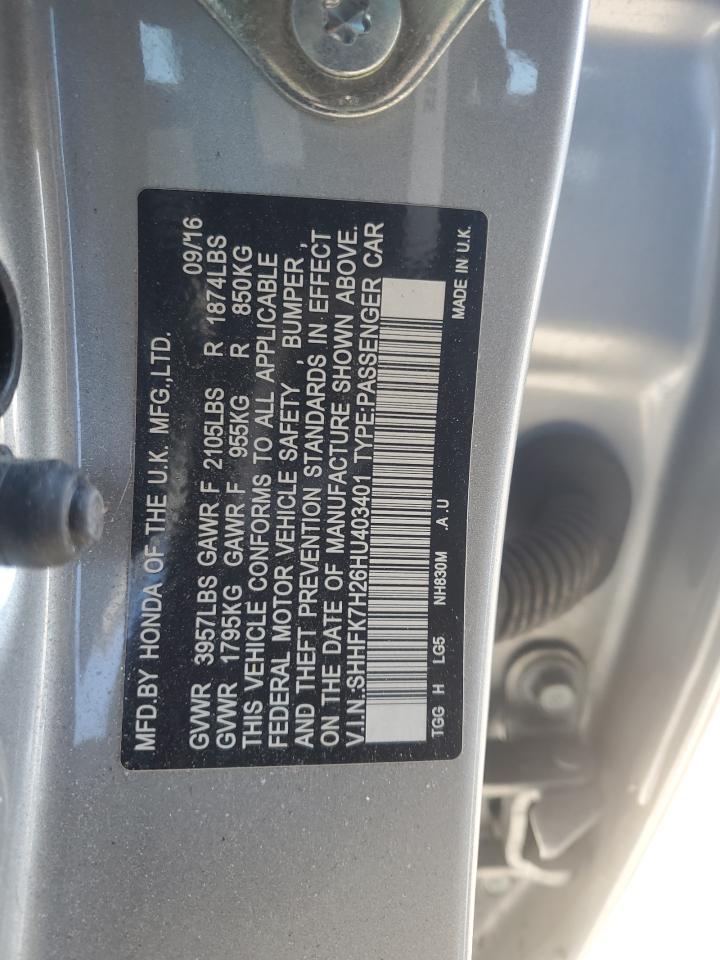 MFD.BY HONDA OF THE U.K. MFG.,LTD.
09/16
GVWR 3957LBS GAWR F 2105LBS R 1874LBS
GVWR 1795KG GAWR F 955KG R 850KG
THIS VEHICLE CONFORMS TO ALL APPLICABLE
FEDERAL MOTOR VEHICLE SAFETY , BUMPER ,
AND THEFT PREVENTION STANDARDS IN EFFECT
ON THE DATE OF MANUFACTURE SHOWN ABOVE.
V.I.N.:SHHFK7H26HU403401 TYPE:PASSENGER CAR
TGG H LG5 NH830M .A .U MADE IN U.K.